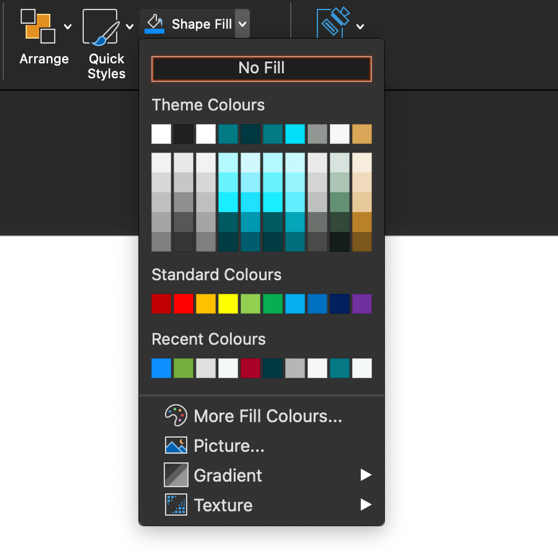 Arrange
Quick
Styles
Shape Fill
No Fill
Theme Colours
Standard Colours
Recent Colours
More Fill Colours...
Picture...
Gradient
Texture